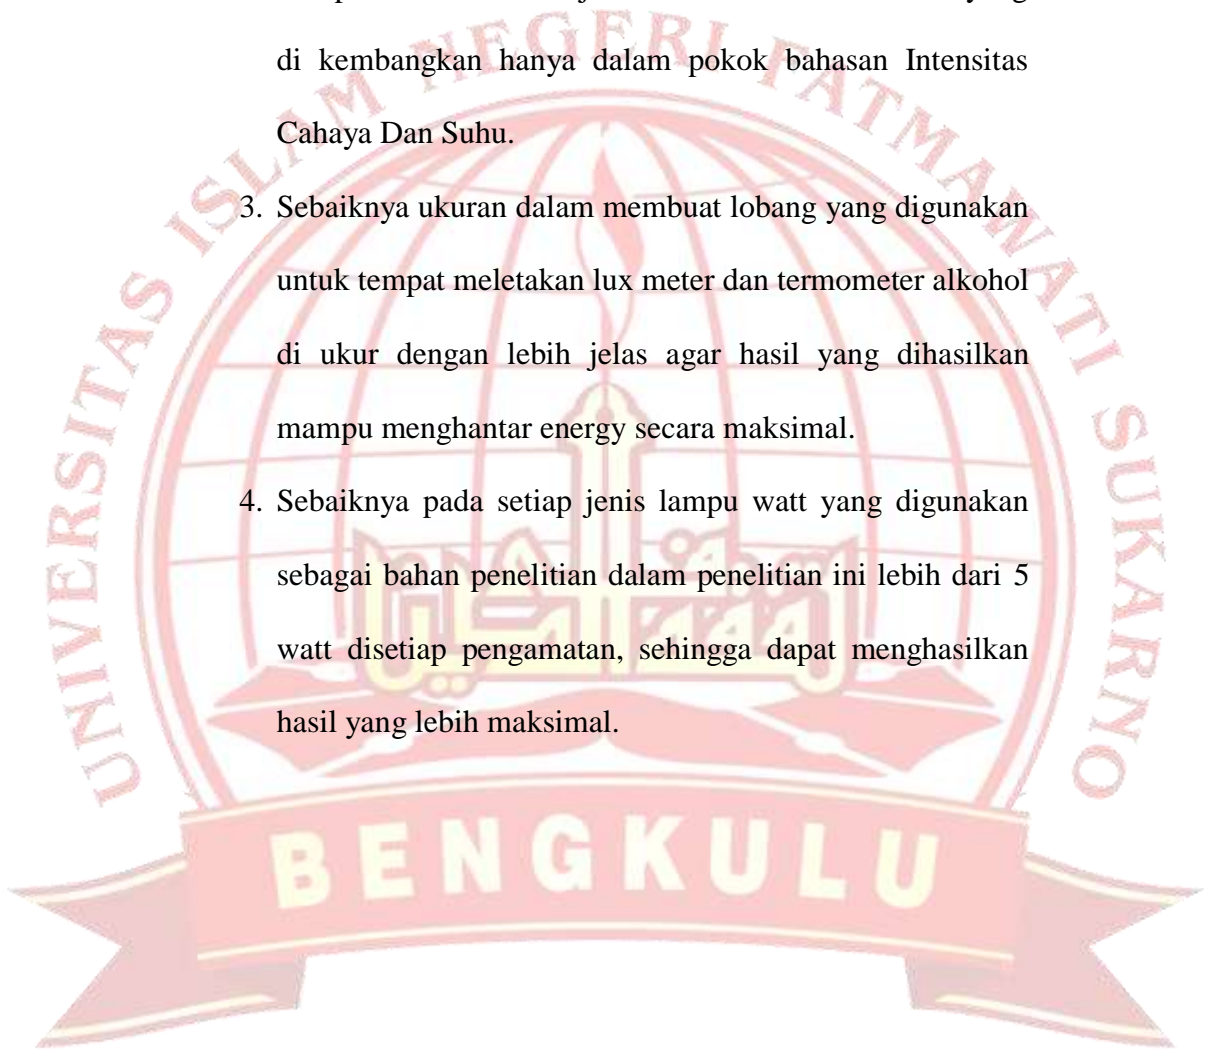 yang
di kembangkan hanya dalam pokok bahasan Intensitas
Cahaya Dan Suhu.
3. Sebaiknya ukuran dalam membuat lobang yang digunakan
untuk tempat meletakan lux meter dan termometer alkohol
di ukur dengan lebih jelas agar hasil yang dihasilkan
mampu menghantar energy secara maksimal.
4. Sebaiknya pada setiap jenis lampu watt yang digunakan
sebagai bahan penelitian dalam penelitian ini lebih dari 5
watt disetiap pengamatan, sehingga dapat menghasilkan
hasil yang lebih maksimal.
UNIVERSITAS ISLAM NEGERI FATMAWATI SUKARNO
BENGKULU